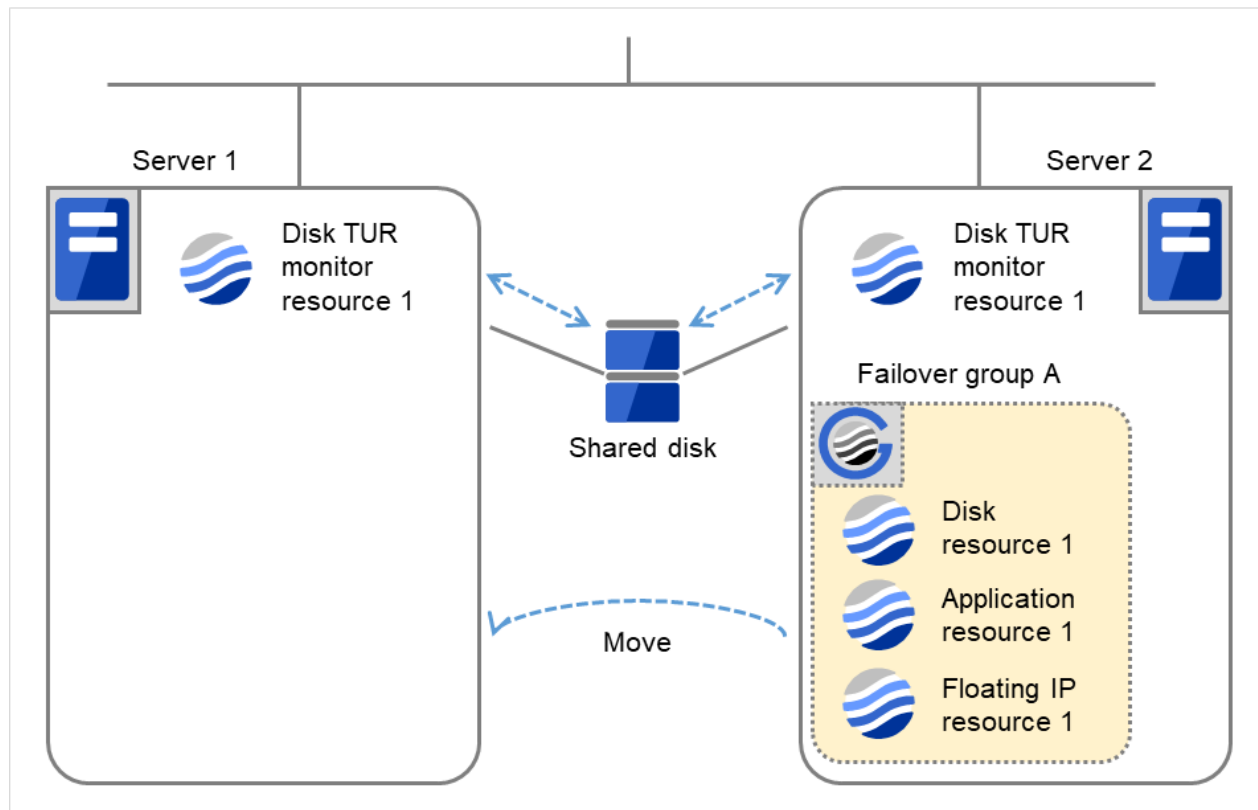 Server 1
Server 2
Disk TUR
monitor
resource 1
Disk TUR
monitor
resource 1
Shared disk
Failover group A
Disk
resource 1
Application
resource 1
Move
Floating IP
resource 1